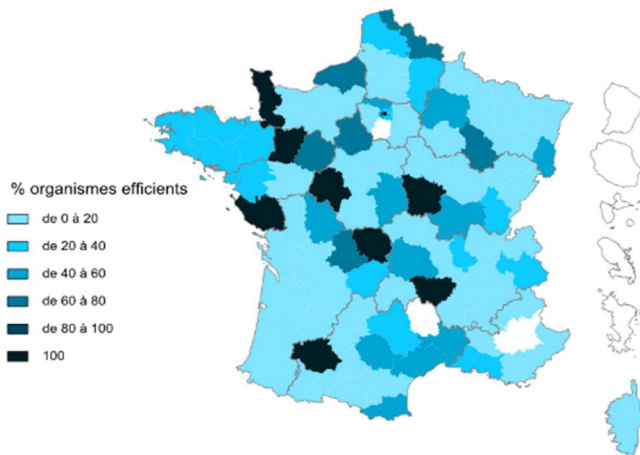 % organismes efficients
de 0 à 20
de 20 à 40
de 40 à 60
de 60 à 80
de 80 à 100
100